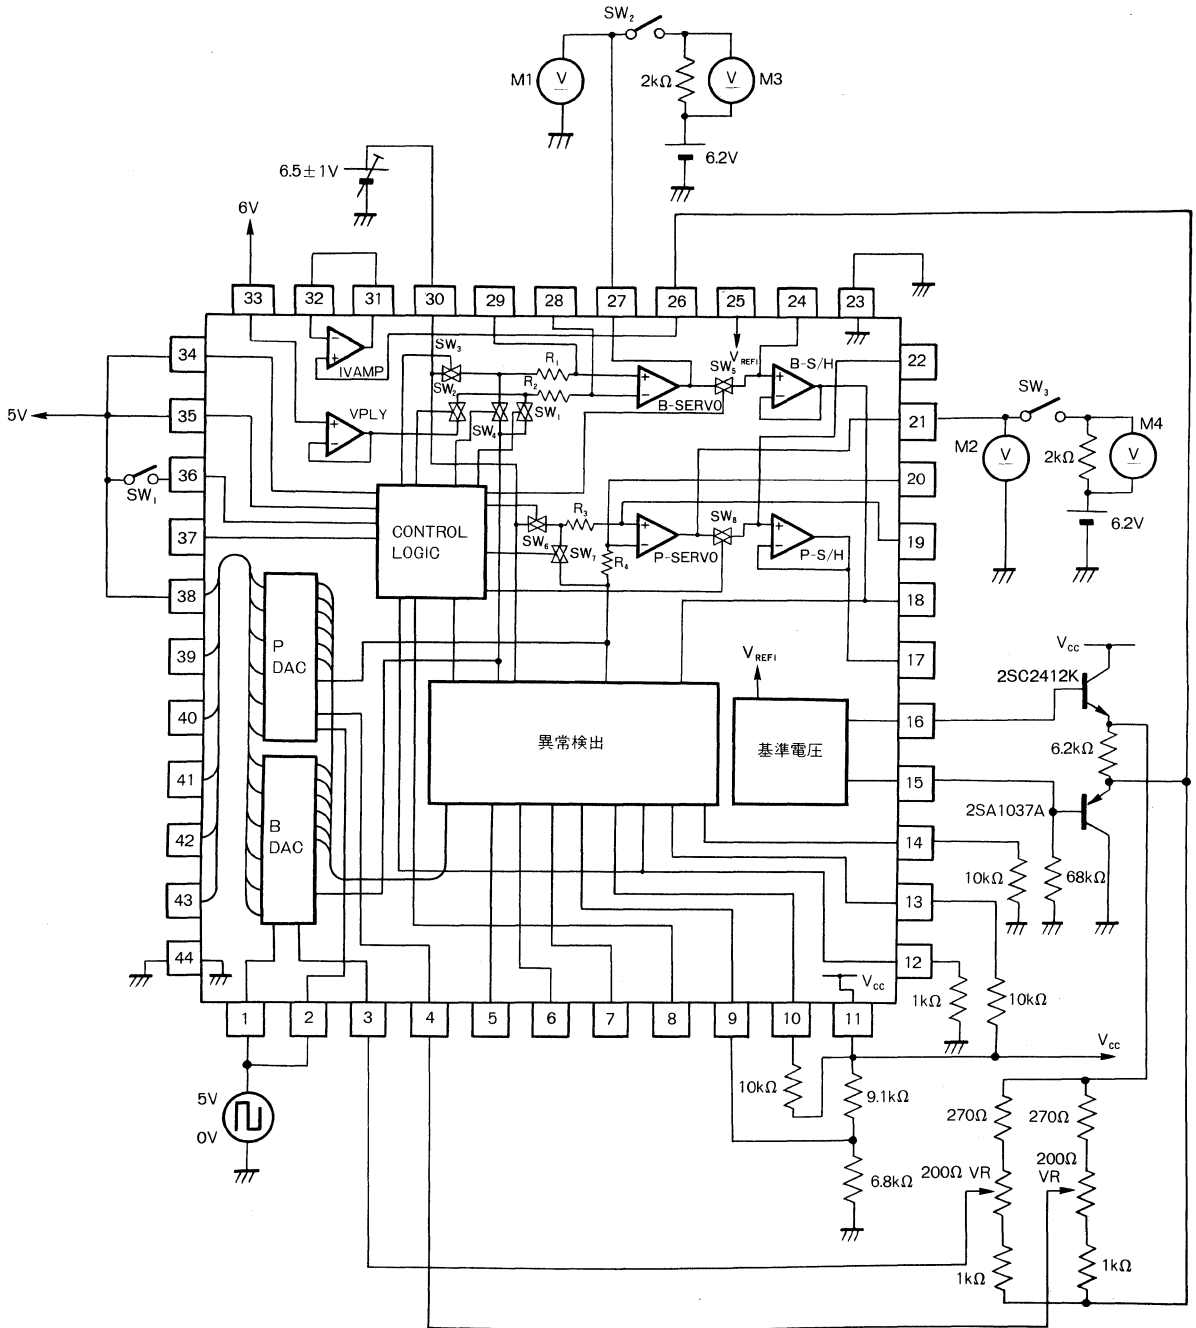 SW₂
M1
V
2kΩ
V
M3
6.2V
6.5±1V
6V
33
32
31
30
29
28
27
26
25
24
23
34
5V
35
36
SW₁
37
38
39
40
41
42
43
44
IVAMP
VPLY
SW₃
SW₂
SW₄
SW₁
R₁
R₂
B-SERVO
SW₅
V_REF1
B-S/H
CONTROL
LOGIC
SW₆
SW₇
R₃
R₄
P-SERVO
SW₈
P-S/H
22
21
20
19
18
17
16
15
14
13
12
SW₃
M2
V
2kΩ
V
M4
6.2V
P
DAC
B
DAC
異常検出
V_REF1
基準電圧
V_CC
2SC2412K
6.2kΩ
2SA1037A
10kΩ
68kΩ
V_CC
1kΩ
10kΩ
1
2
3
4
5
6
7
8
9
10
11
V_CC
5V
0V
10kΩ
9.1kΩ
6.8kΩ
270Ω
270Ω
200Ω VR
200Ω
VR
1kΩ
1kΩ